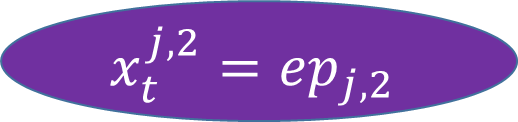 $x_t^{j,2} = ep_{j,2}$